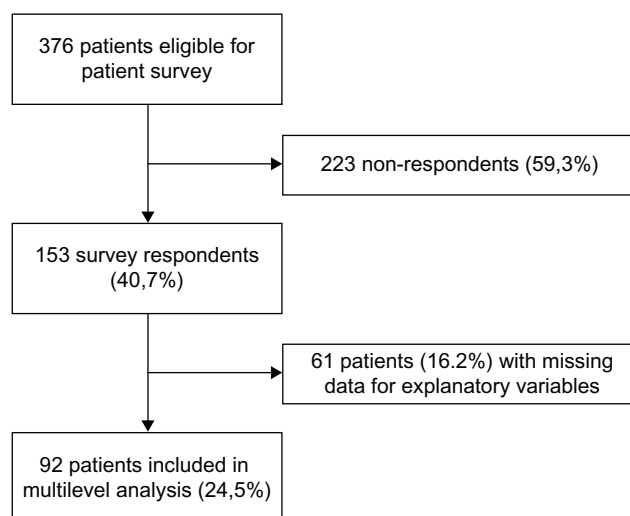 376 patients eligible for
patient survey
223 non-respondents (59,3%)
153 survey respondents
(40,7%)
61 patients (16.2%) with missing
data for explanatory variables
92 patients included in
multilevel analysis (24,5%)